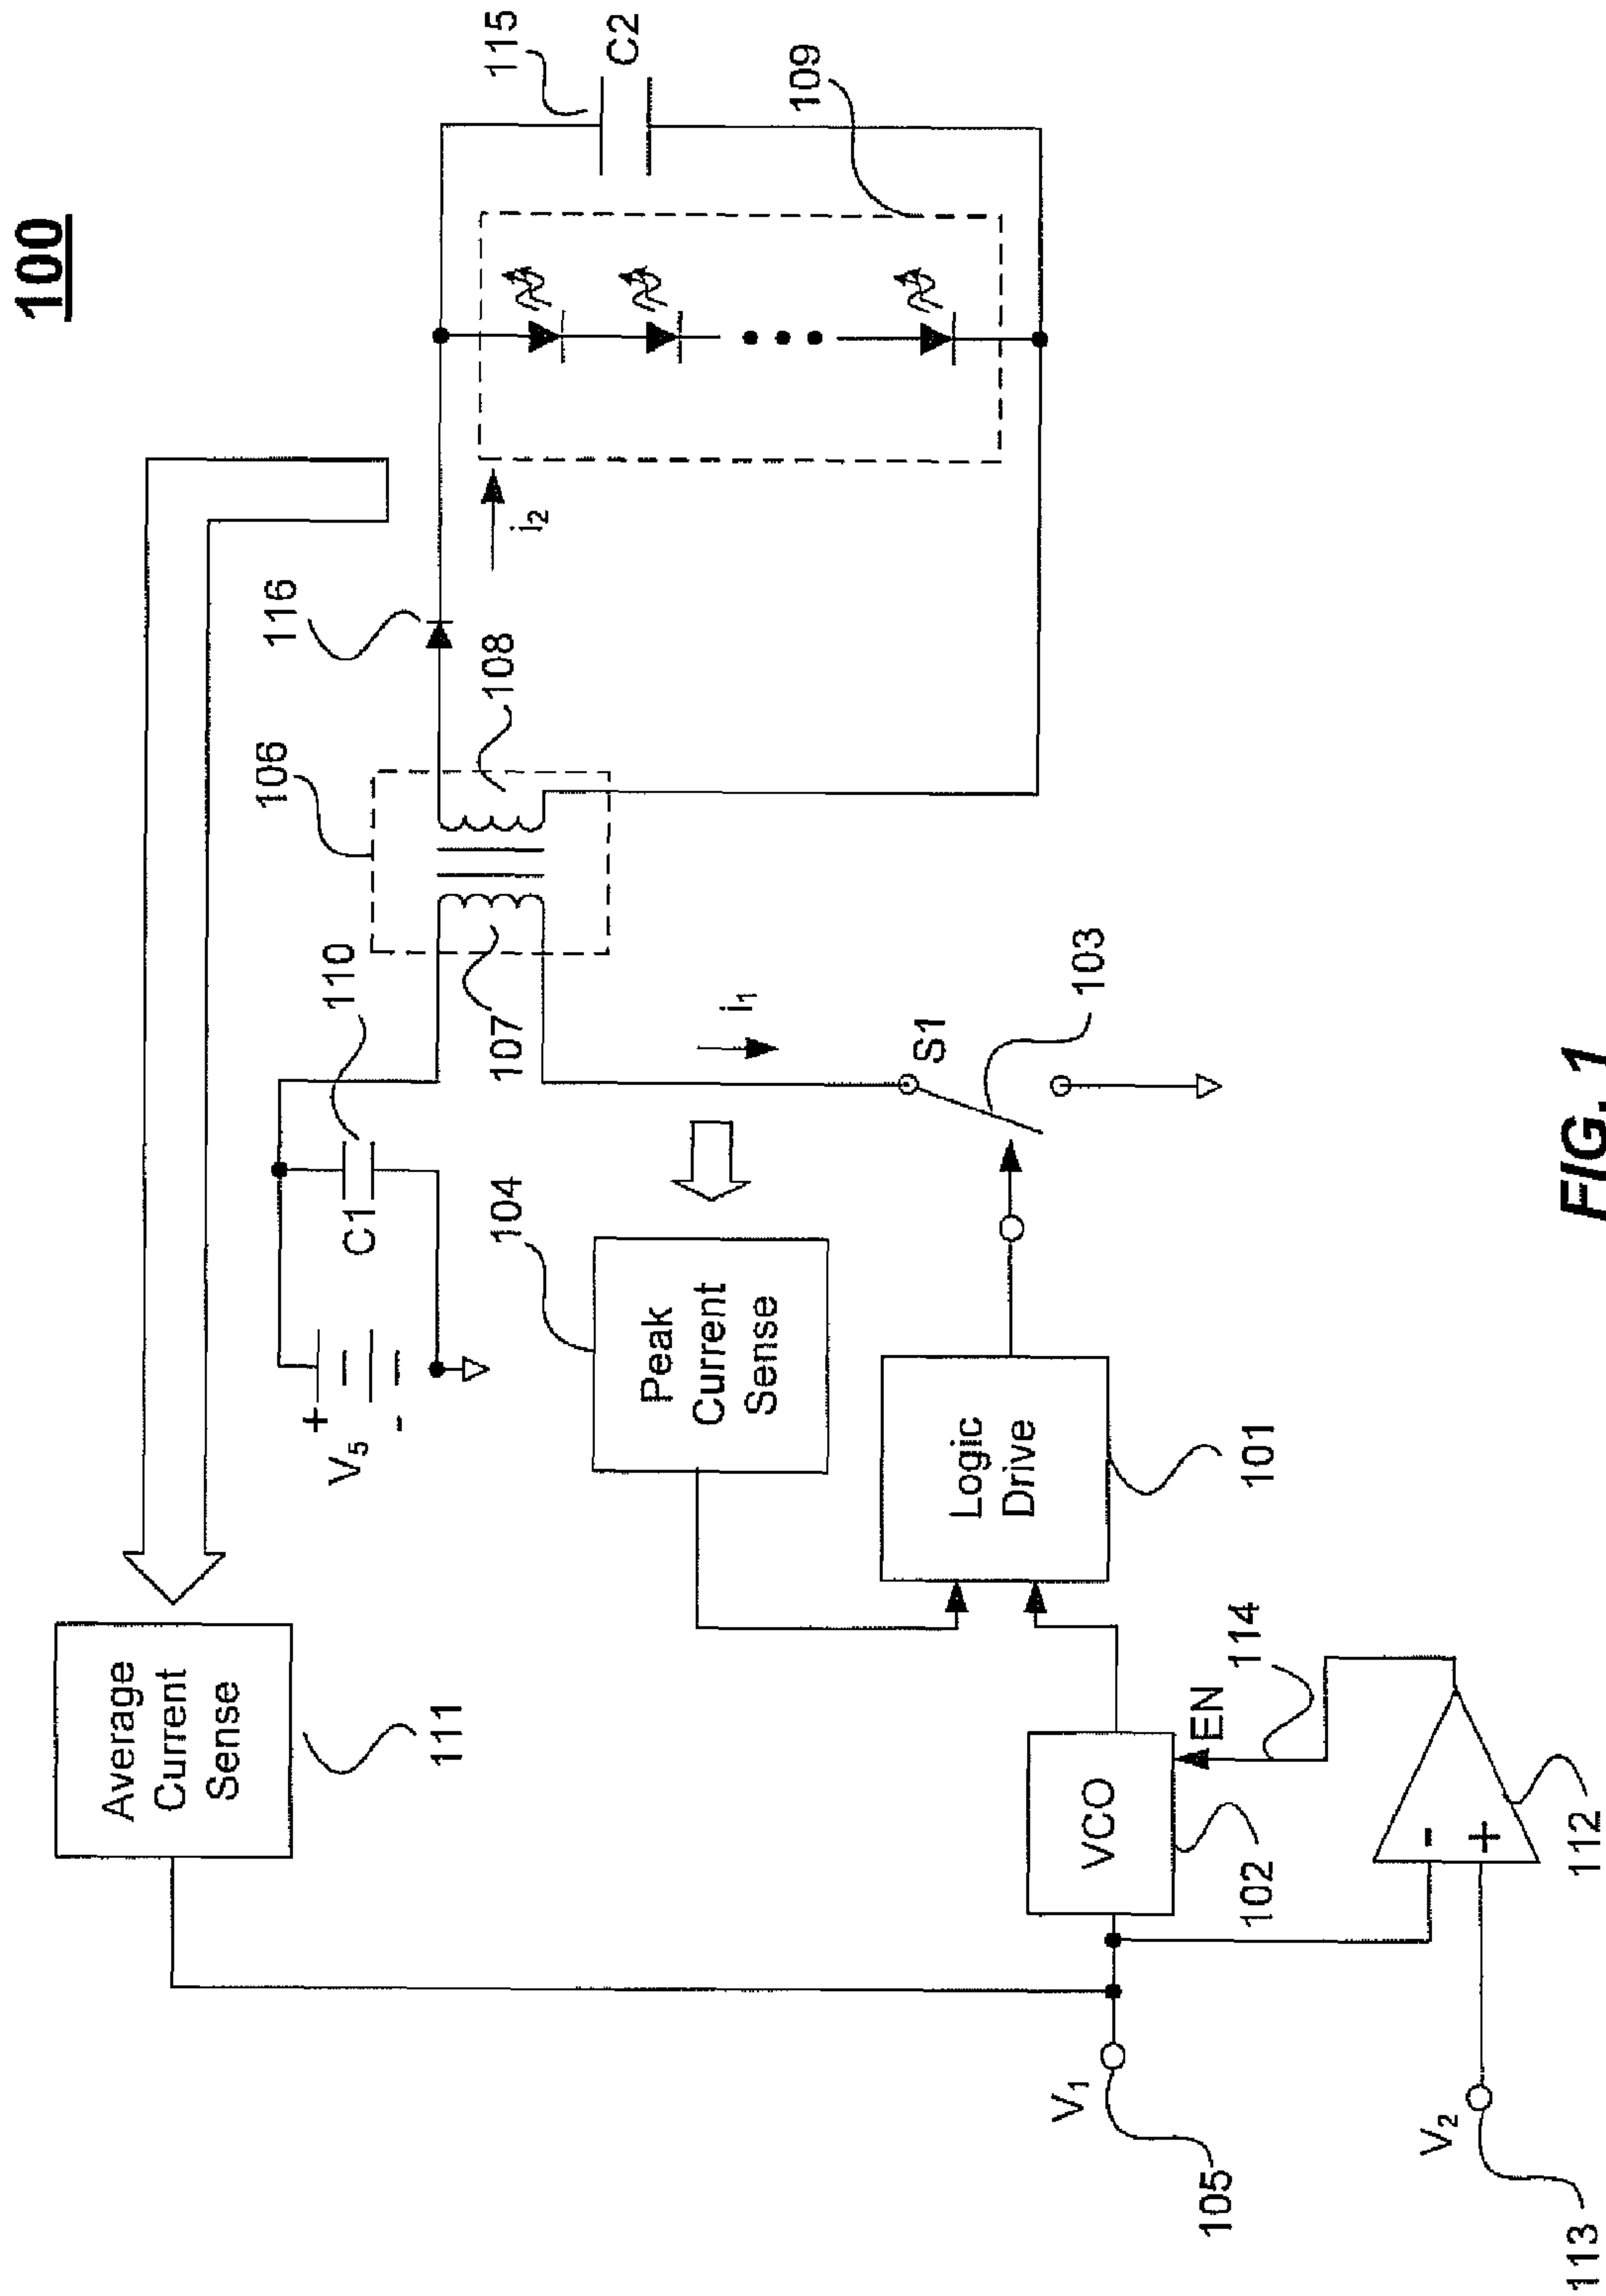 100
Average
Current
Sense
111
116
106
110
C1
+
V5
-
115
C2
109
108
107
i2
i1
104
Peak
Current
Sense
S1
103
Logic
Drive
101
V1
105
VCO
102
EN
114
-
+
112
V2
113
FIG. 1